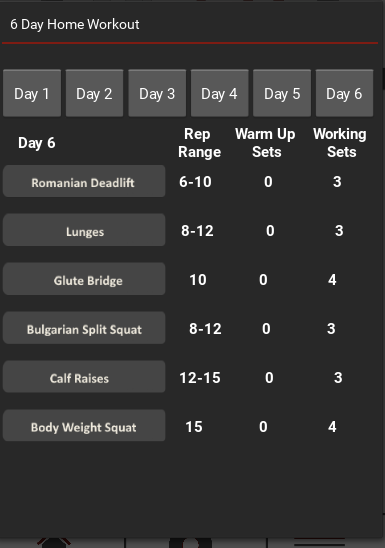 6 Day Home Workout
Day 1 Day 2 Day 3 Day 4 Day 5 Day 6
Day 6 Rep Range Warm Up Sets Working Sets
Romanian Deadlift 6-10 0 3
Lunges 8-12 0 3
Glute Bridge 10 0 4
Bulgarian Split Squat 8-12 0 3
Calf Raises 12-15 0 3
Body Weight Squat 15 0 4